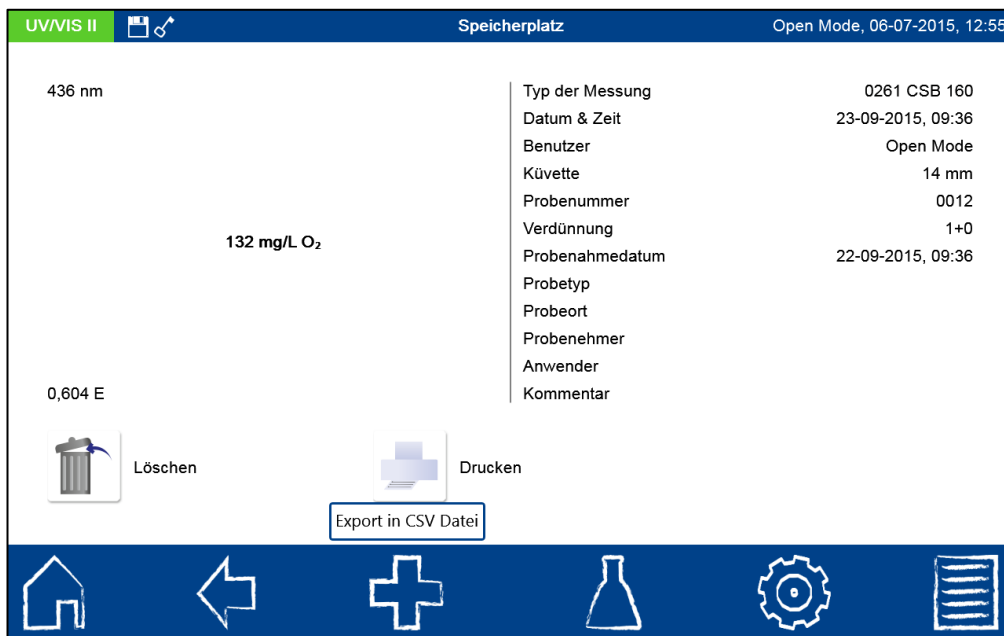 UV/VIS II Speicherplatz Open Mode, 06-07-2015, 12:55
436 nm
132 mg/L O₂
0,604 E
Typ der Messung 0261 CSB 160
Datum & Zeit 23-09-2015, 09:36
Benutzer Open Mode
Küvette 14 mm
Probenummer 0012
Verdünnung 1+0
Probenahmedatum 22-09-2015, 09:36
Probetyp
Probeort
Probenehmer
Anwender
Kommentar
Löschen Drucken
Export in CSV Datei